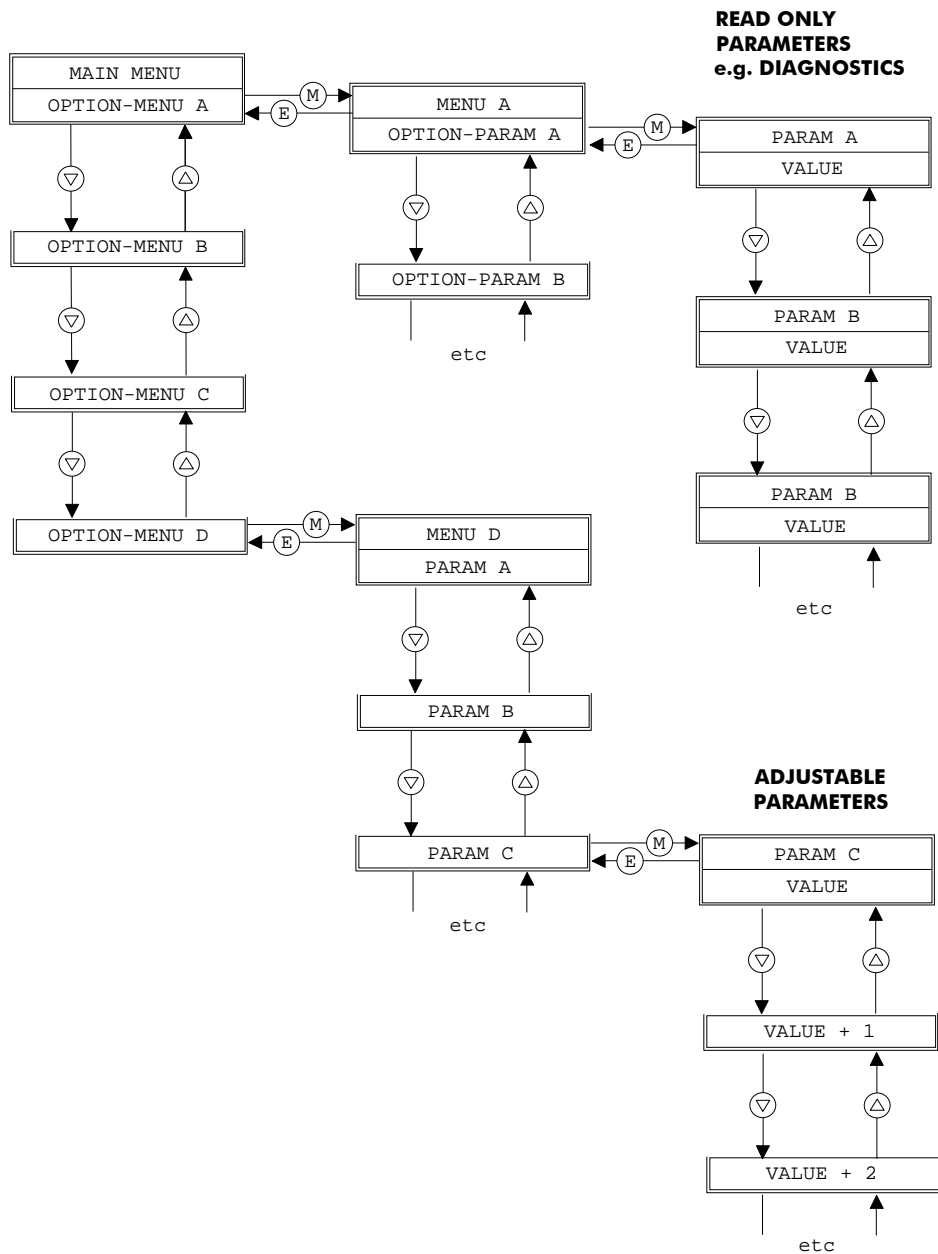 READ ONLY
PARAMETERS
e.g. DIAGNOSTICS
MAIN MENU
OPTION-MENU A
M
E
MENU A
OPTION-PARAM A
M
E
PARAM A
VALUE
OPTION-MENU B
OPTION-PARAM B
etc
PARAM B
VALUE
OPTION-MENU C
PARAM B
VALUE
etc
OPTION-MENU D
M
E
MENU D
PARAM A
PARAM B
ADJUSTABLE
PARAMETERS
PARAM C
etc
M
E
PARAM C
VALUE
VALUE + 1
VALUE + 2
etc